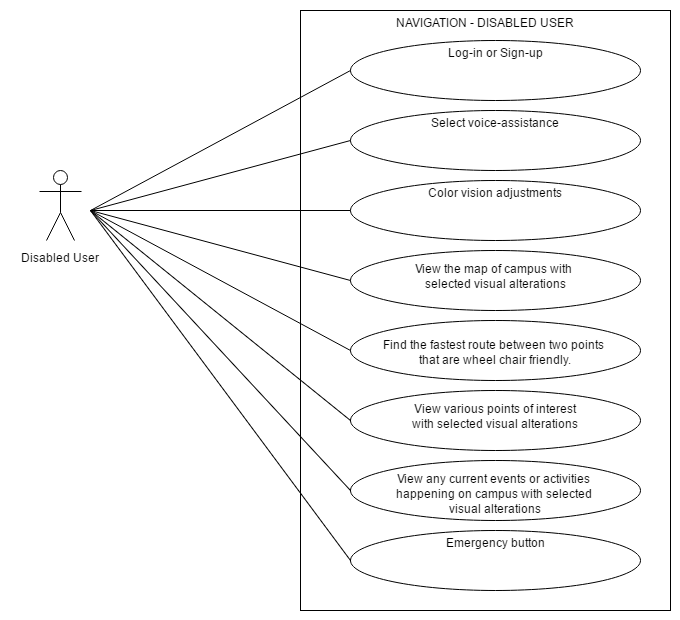 NAVIGATION - DISABLED USER
Log-in or Sign-up
Select voice-assistance
Color vision adjustments
Disabled User
View the map of campus with
selected visual alterations
Find the fastest route between two points
that are wheel chair friendly.
View various points of interest
with selected visual alterations
View any current events or activities
happening on campus with selected
visual alterations
Emergency button